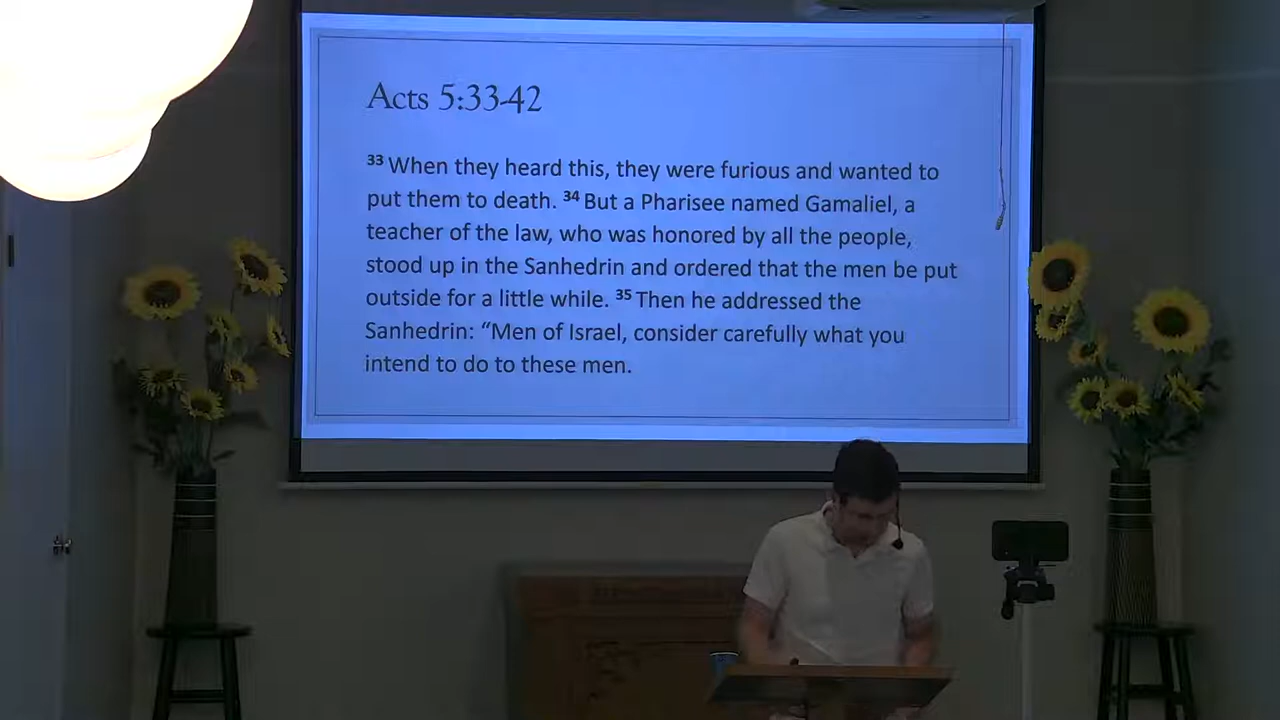 Acts 5:33-42
33 When they heard this, they were furious and wanted to
put them to death. 34 But a Pharisee named Gamaliel, a
teacher of the law, who was honored by all the people,
stood up in the Sanhedrin and ordered that the men be put
outside for a little while. 35 Then he addressed the
Sanhedrin: “Men of Israel, consider carefully what you
intend to do to these men.